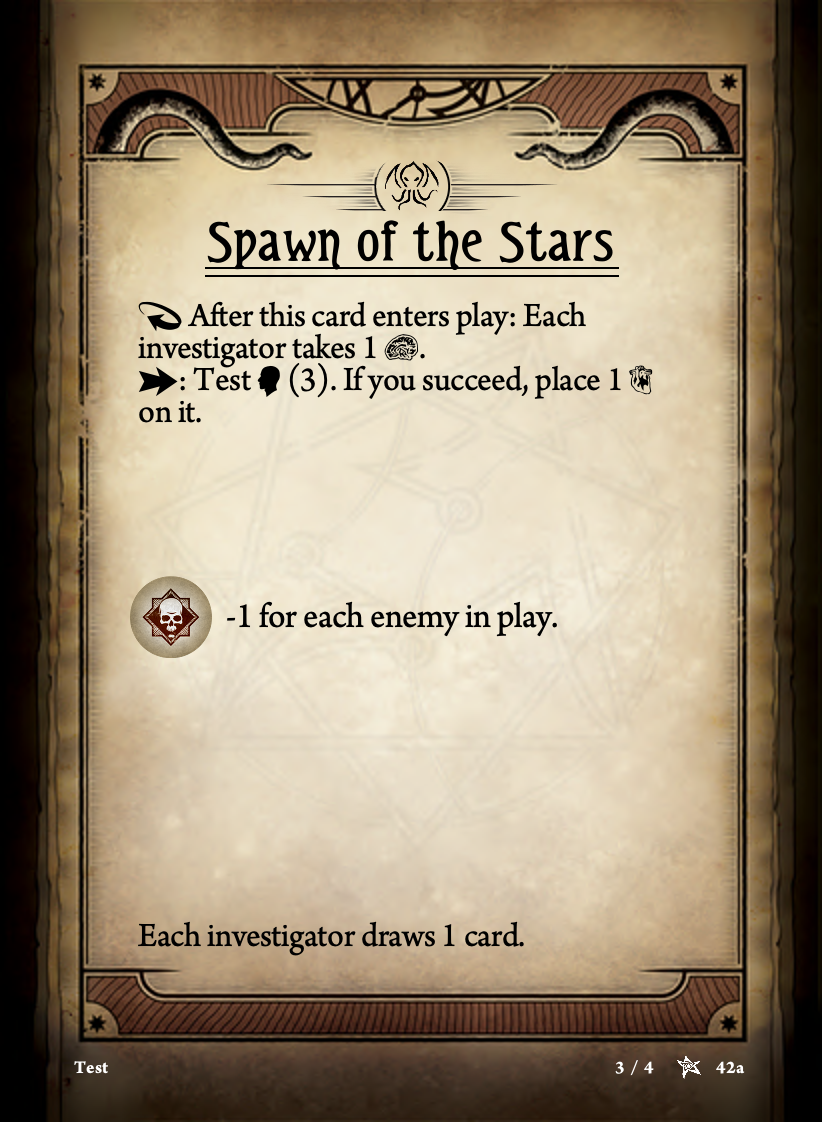 Spawn of the Stars
After this card enters play: Each
investigator takes 1 .
: Test (3). If you succeed, place 1
on it.
-1 for each enemy in play.
Each investigator draws 1 card.
Test
3 / 4 42a